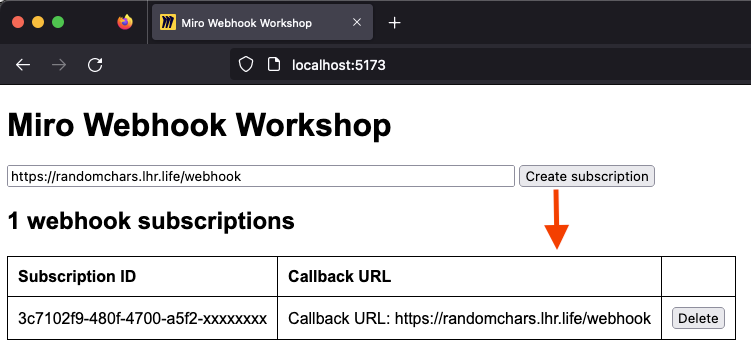 Miro Webhook Workshop
localhost:5173
Miro Webhook Workshop
https://randomchars.lhr.life/webhook Create subscription
1 webhook subscriptions
Subscription ID Callback URL
3c7102f9-480f-4700-a5f2-xxxxxxxx Callback URL: https://randomchars.lhr.life/webhook Delete